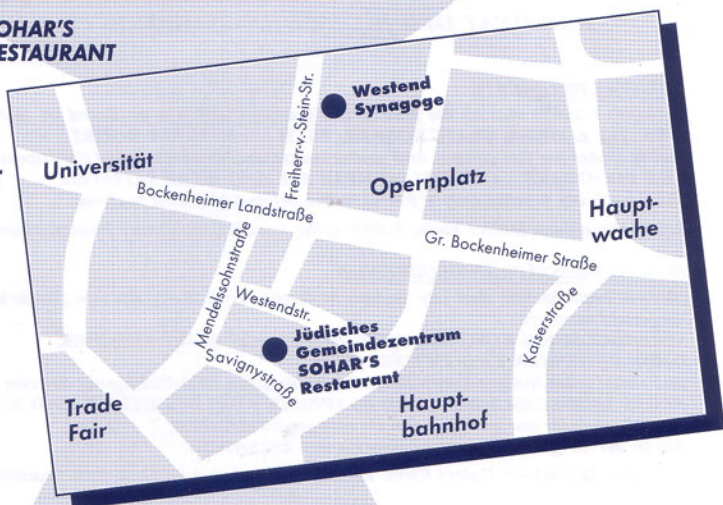 SOHAR'S
RESTAURANT
Westend
Synagoge
Freiherr-v.-Stein-Str.
Universität
Bockenheimer Landstraße
Opernplatz
Haupt-
wache
Gr. Bockenheimer Straße
Mendelssohnstraße
Westendstr.
Kaiserstraße
Jüdisches
Gemeindezentrum
SOHAR'S
Restaurant
Savignystraße
Trade
Fair
Haupt-
bahnhof